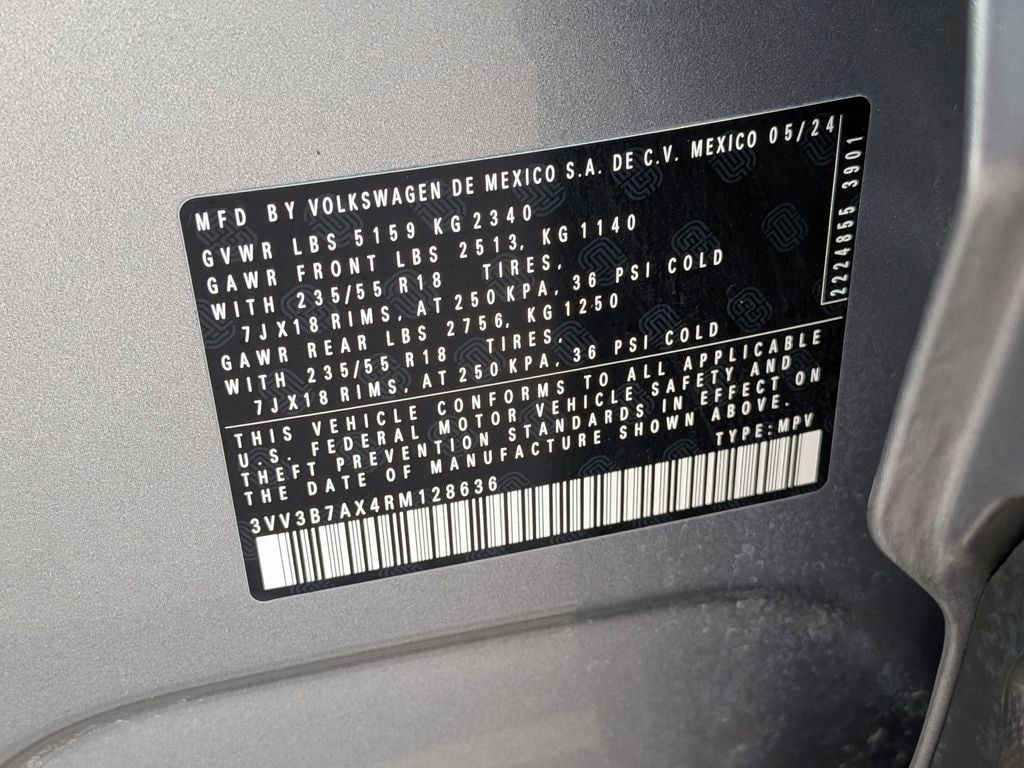 MFD BY VOLKSWAGEN DE MEXICO S.A. DE C.V. MEXICO 05/24
GVWR LBS 5159 KG 2340
GAWR FRONT LBS 2513, KG 1140
WITH 235/55 R18 TIRES,
7JX18 RIMS, AT 250 KPA, 36 PSI COLD
GAWR REAR LBS 2756, KG 1250
WITH 235/55 R18 TIRES,
7JX18 RIMS, AT 250 KPA, 36 PSI COLD
2224855 3901
THIS VEHICLE CONFORMS TO ALL APPLICABLE
U.S. FEDERAL MOTOR VEHICLE SAFETY AND
THEFT PREVENTION STANDARDS IN EFFECT ON
THE DATE OF MANUFACTURE SHOWN ABOVE.
TYPE: MPV
3VV3B7AX4RM128636